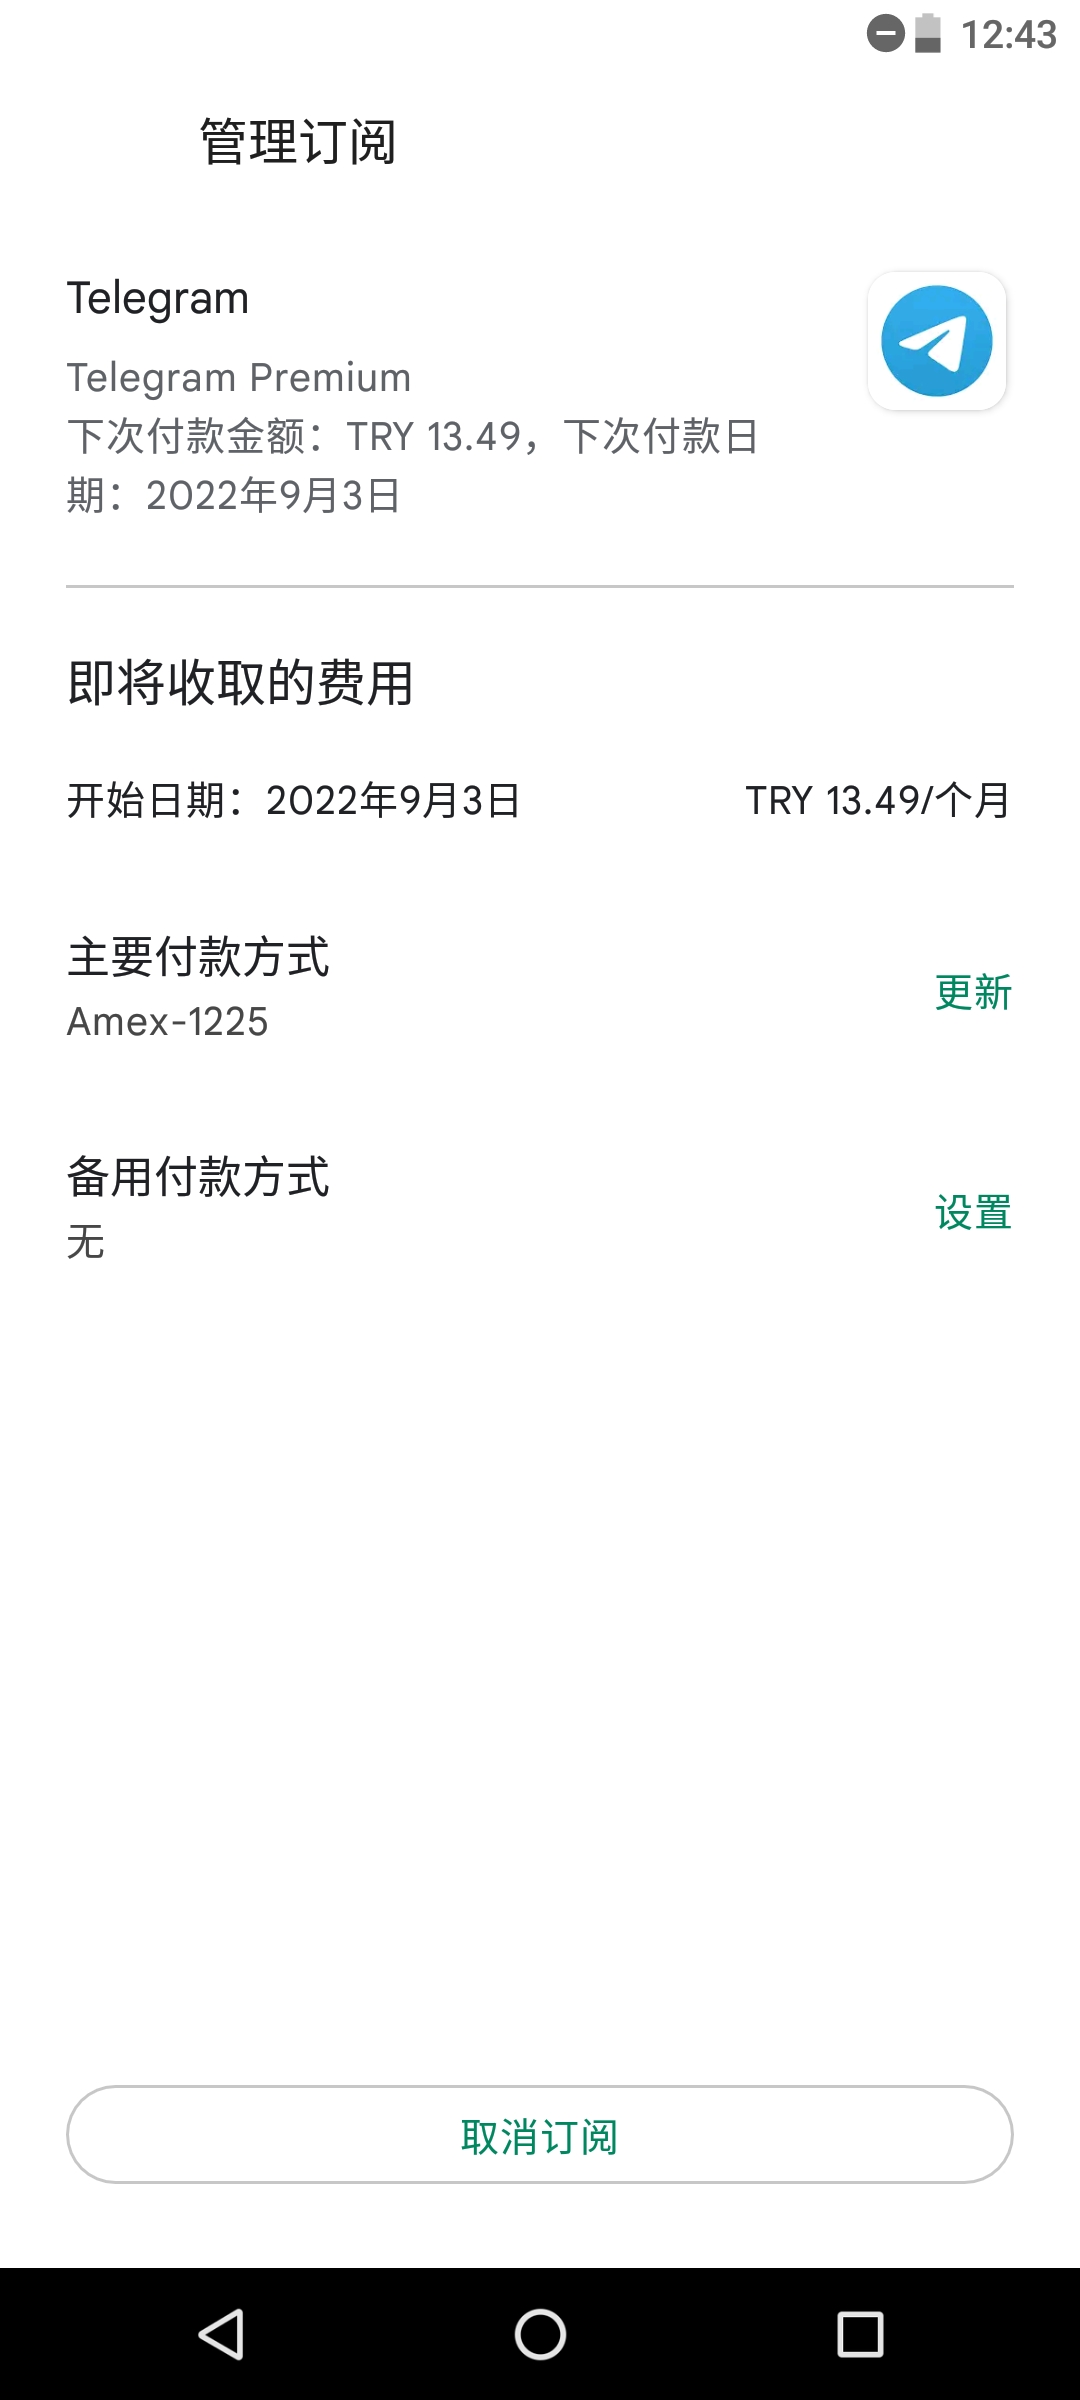 12:43
管理订阅
Telegram
Telegram Premium
下次付款金额：TRY 13.49，下次付款日
期：2022年9月3日
即将收取的费用
开始日期：2022年9月3日 TRY 13.49/个月
主要付款方式
Amex-1225
更新
备用付款方式
无
设置
取消订阅